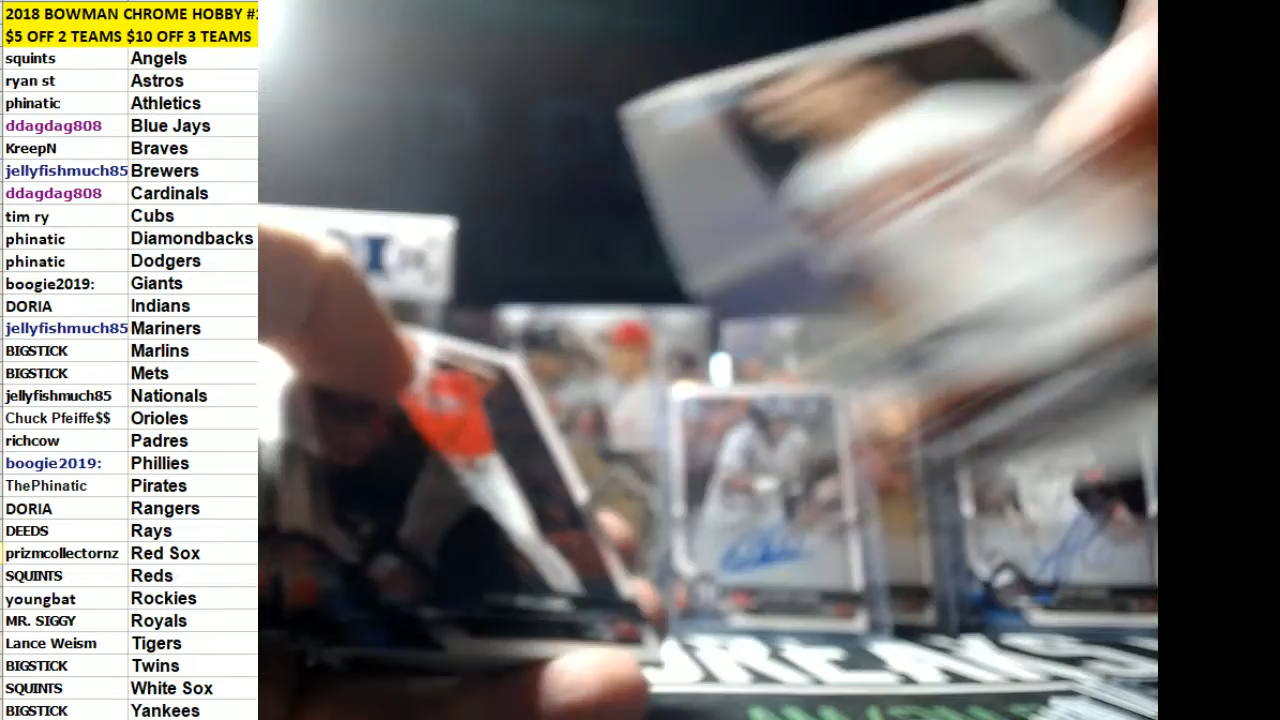 2018 BOWMAN CHROME HOBBY #
$5 OFF 2 TEAMS $10 OFF 3 TEAMS
squints Angels
ryan st Astros
phinatic Athletics
ddagdag808 Blue Jays
KreepN Braves
jellyfishmuch85 Brewers
ddagdag808 Cardinals
tim ry Cubs
phinatic Diamondbacks
phinatic Dodgers
boogie2019: Giants
DORIA Indians
jellyfishmuch85 Mariners
BIGSTICK Marlins
BIGSTICK Mets
jellyfishmuch85 Nationals
Chuck Pfeiffe$$ Orioles
richcow Padres
boogie2019: Phillies
ThePhinatic Pirates
DORIA Rangers
DEEDS Rays
prizmcollectornz Red Sox
SQUINTS Reds
youngbat Rockies
MR. SIGGY Royals
Lance Weism Tigers
BIGSTICK Twins
SQUINTS White Sox
BIGSTICK Yankees